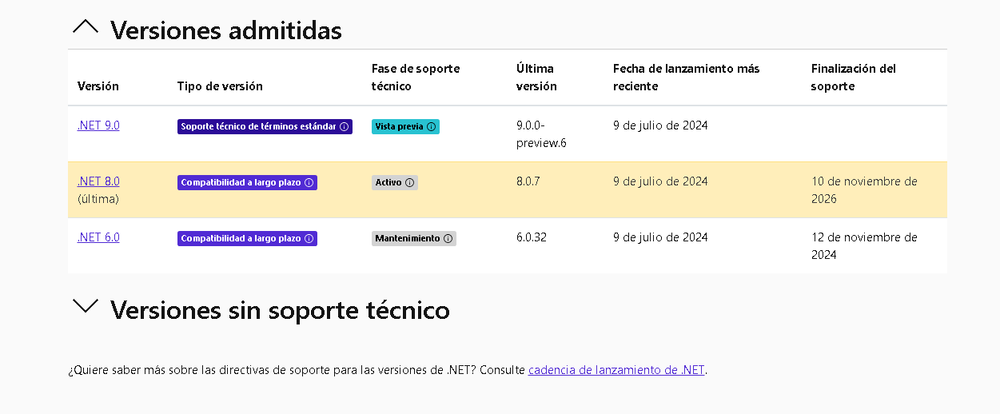 Versiones admitidas
Versión Tipo de versión Fase de soporte técnico Última versión Fecha de lanzamiento más reciente Finalización del soporte
.NET 9.0 Soporte técnico de términos estándar Vista previa 9.0.0-preview.6 9 de julio de 2024
.NET 8.0 (última) Compatibilidad a largo plazo Activo 8.0.7 9 de julio de 2024 10 de noviembre de 2026
.NET 6.0 Compatibilidad a largo plazo Mantenimiento 6.0.32 9 de julio de 2024 12 de noviembre de 2024
Versiones sin soporte técnico
¿Quiere saber más sobre las directivas de soporte para las versiones de .NET? Consulte cadencia de lanzamiento de .NET.